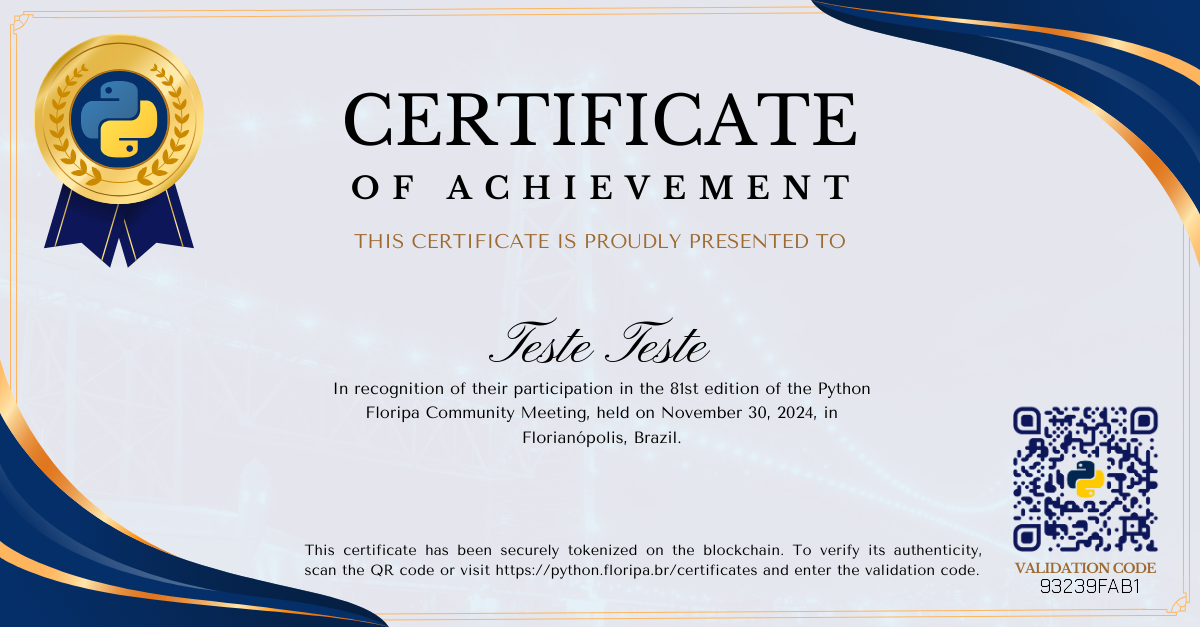 CERTIFICATE
OF ACHIEVEMENT
THIS CERTIFICATE IS PROUDLY PRESENTED TO
Teste Teste
In recognition of their participation in the 81st edition of the Python
Floripa Community Meeting, held on November 30, 2024, in
Florianópolis, Brazil.
This certificate has been securely tokenized on the blockchain. To verify its authenticity,
scan the QR code or visit https://python.floripa.br/certificates and enter the validation code.
VALIDATION CODE
93239FAB1